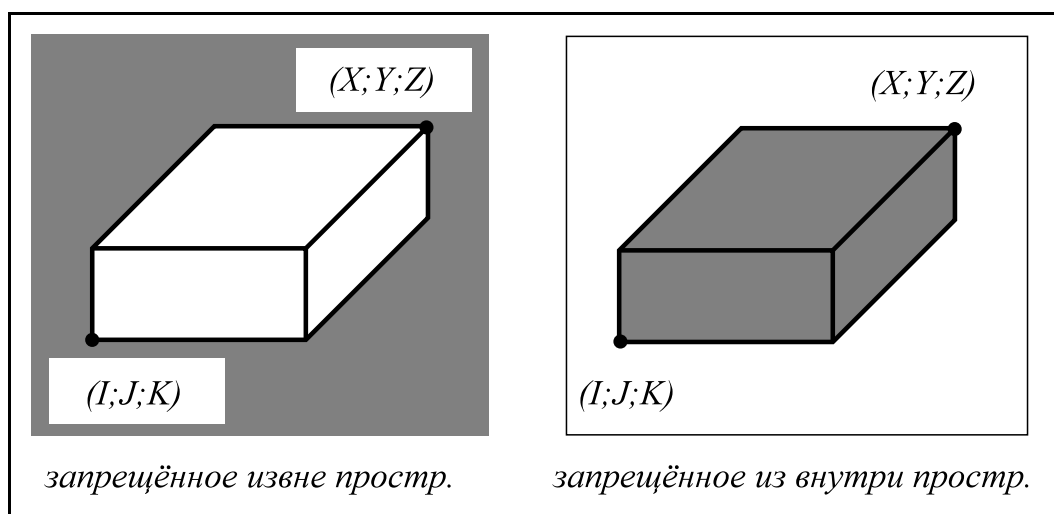 (X;Y;Z)
(I;J;K)
запрещённое извне простр.
(X;Y;Z)
(I;J;K)
запрещённое из внутри простр.